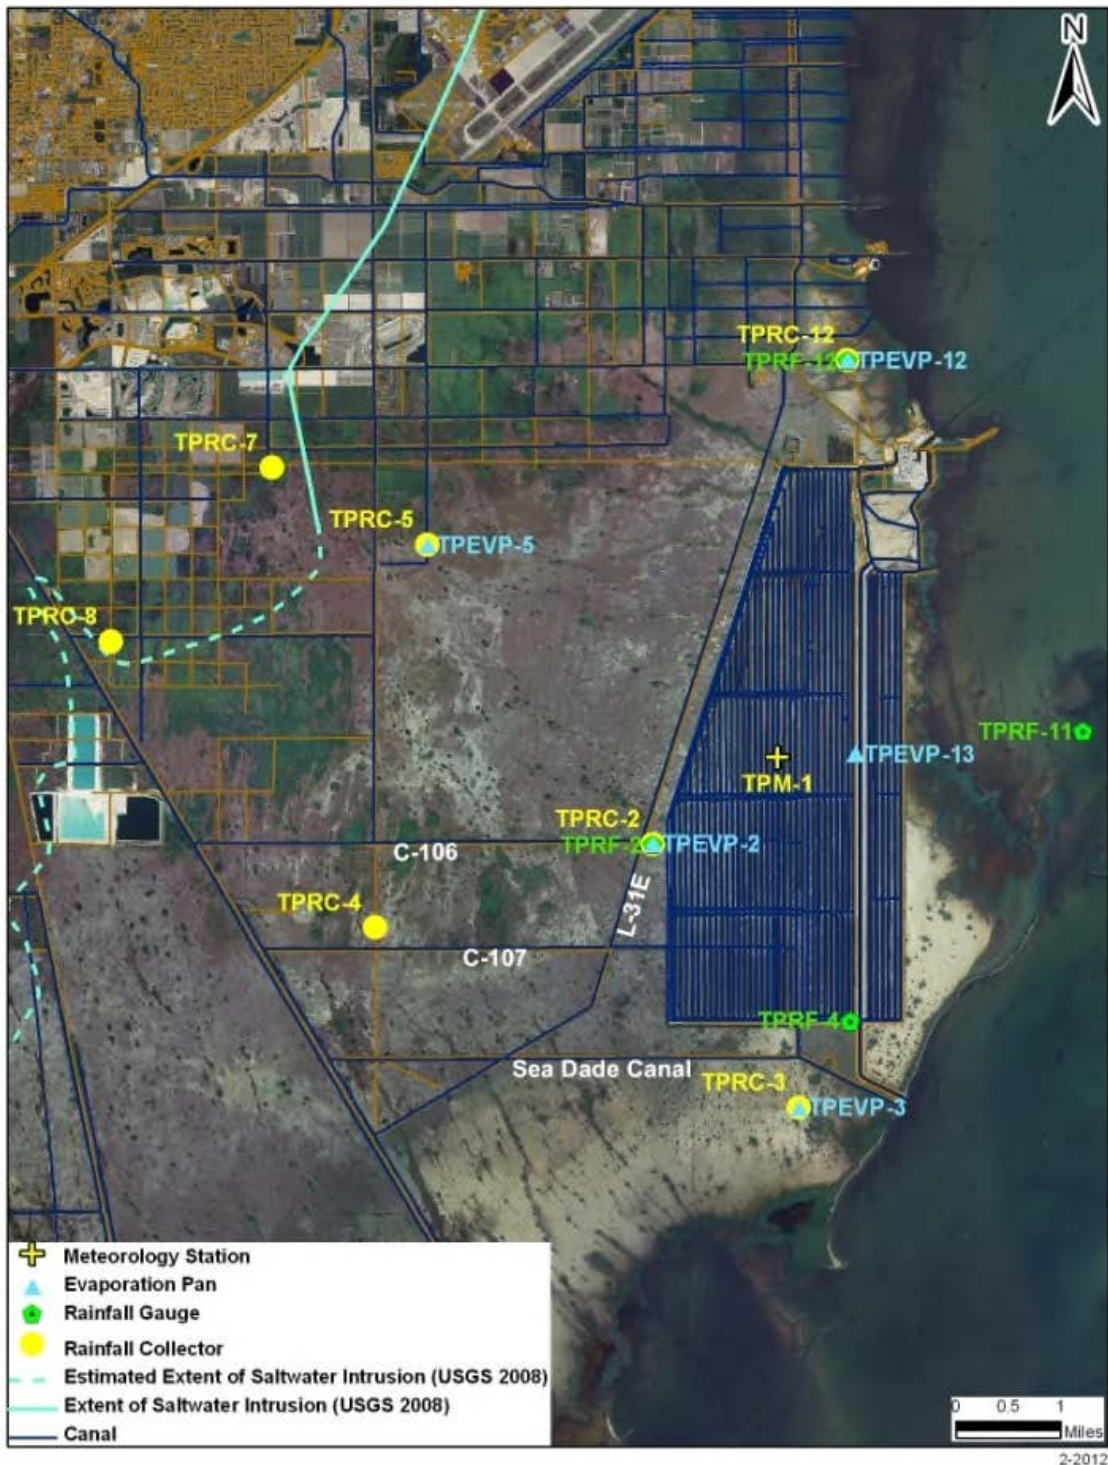 N
TPRC-12
TPRF-12 TPEVP-12
TPRC-7
TPRC-5
TPEVP-5
TPRC-8
TPRF-11
TPEVP-13
TPM-1
TPRC-2
TPRF-2 TPEVP-2
C-106
L-31E
TPRC-4
C-107
TPRF-4
Sea Dade Canal
TPRC-3
TPEVP-3
Meteorology Station
Evaporation Pan
Rainfall Gauge
Rainfall Collector
Estimated Extent of Saltwater Intrusion (USGS 2008)
Extent of Saltwater Intrusion (USGS 2008)
Canal
0 0.5 1
Miles
2-2012